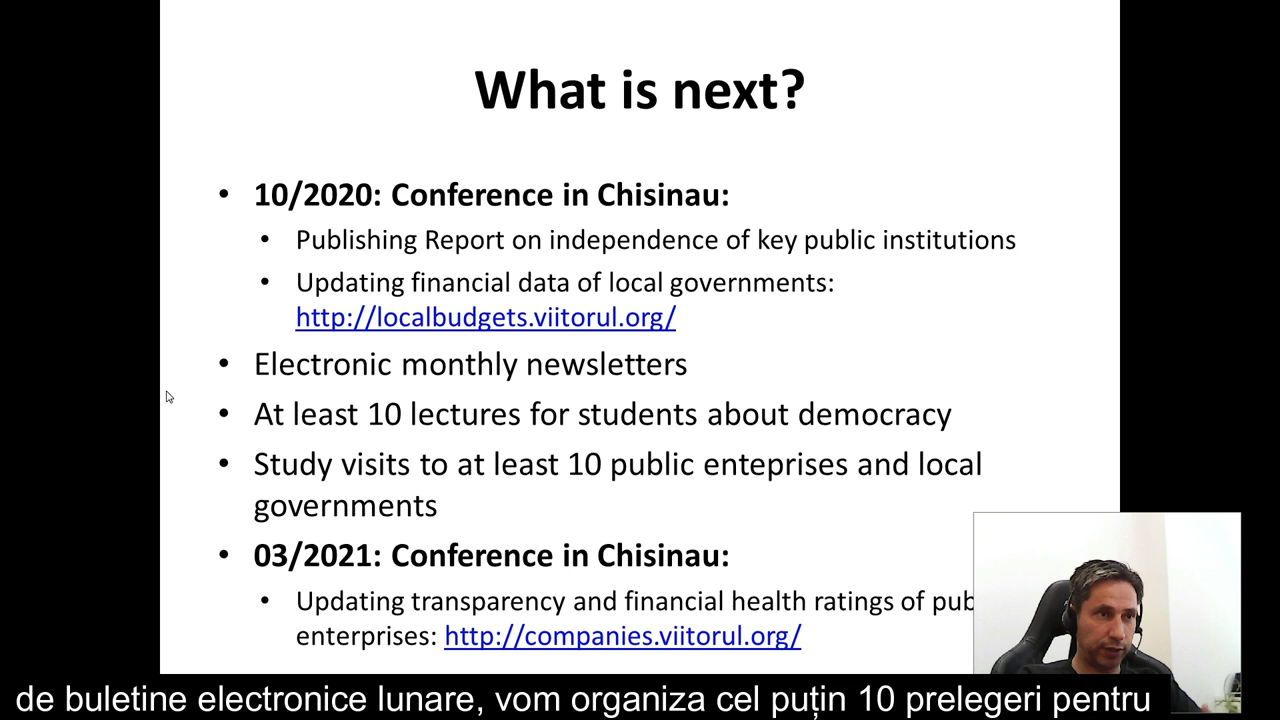 What is next?
• 10/2020: Conference in Chisinau:
• Publishing Report on independence of key public institutions
• Updating financial data of local governments:
http://localbudgets.viitorul.org/
• Electronic monthly newsletters
• At least 10 lectures for students about democracy
• Study visits to at least 10 public enteprises and local
governments
• 03/2021: Conference in Chisinau:
• Updating transparency and financial health ratings of pub
enterprises: http://companies.viitorul.org/
de buletine electronice lunare, vom organiza cel puțin 10 prelegeri pentru